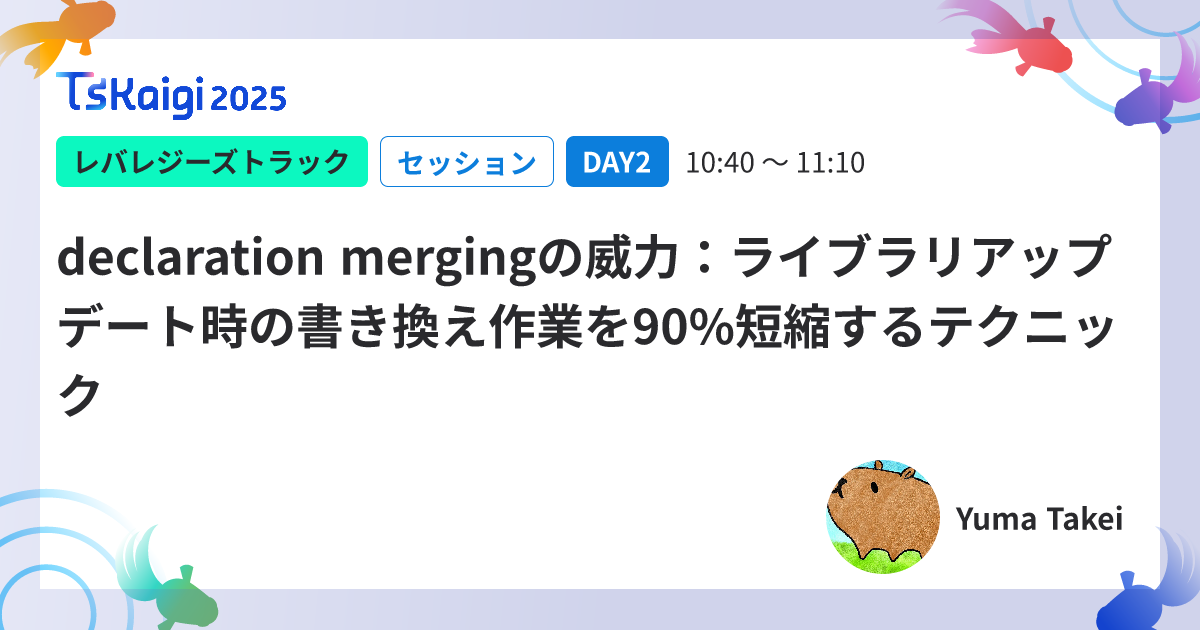 TSKaigi 2025
レバレジーズトラック セッション DAY2 10:40 〜 11:10
declaration mergingの威力：ライブラリアップ
デート時の書き換え作業を90%短縮するテクニッ
ク
Yuma Takei